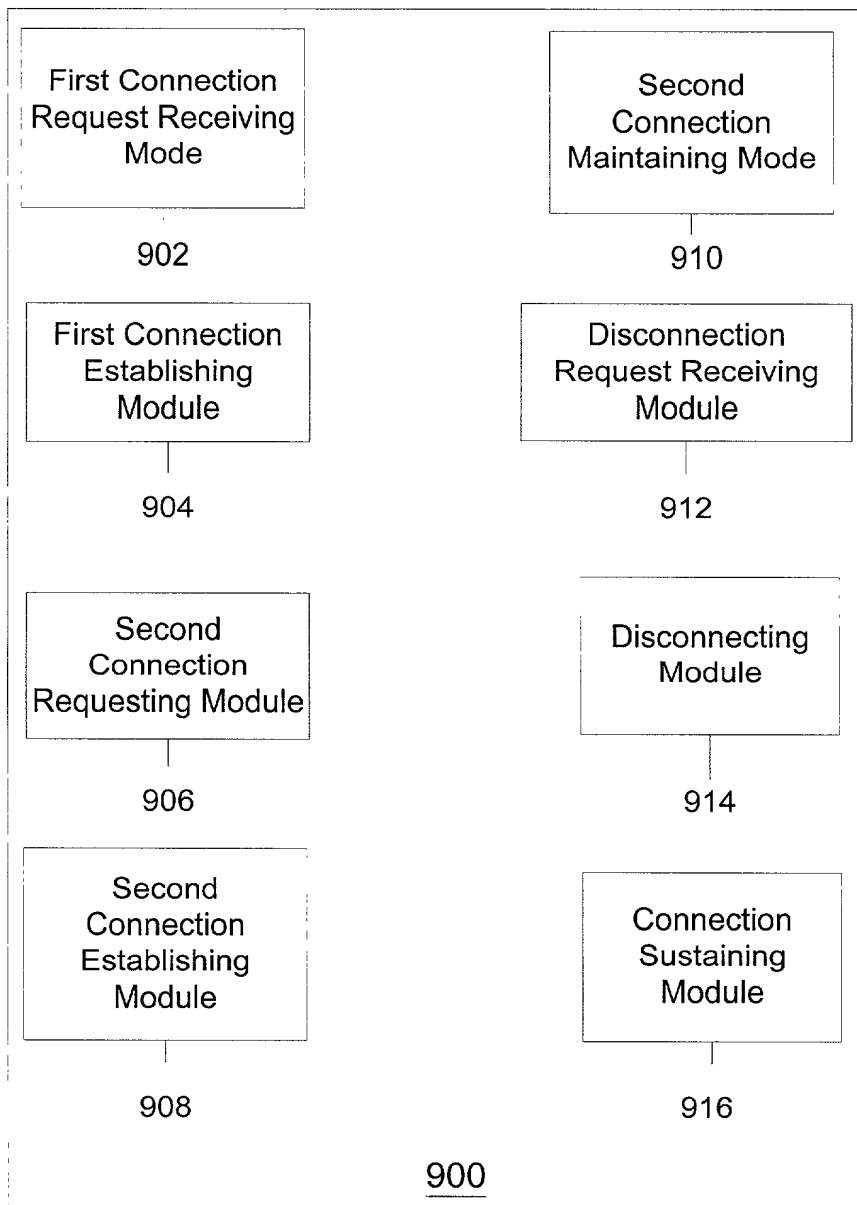 First Connection
Request Receiving
Mode
902
First Connection
Establishing
Module
904
Second
Connection
Requesting Module
906
Second
Connection
Establishing
Module
908
Second
Connection
Maintaining Mode
910
Disconnection
Request Receiving
Module
912
Disconnecting
Module
914
Connection
Sustaining
Module
916
900